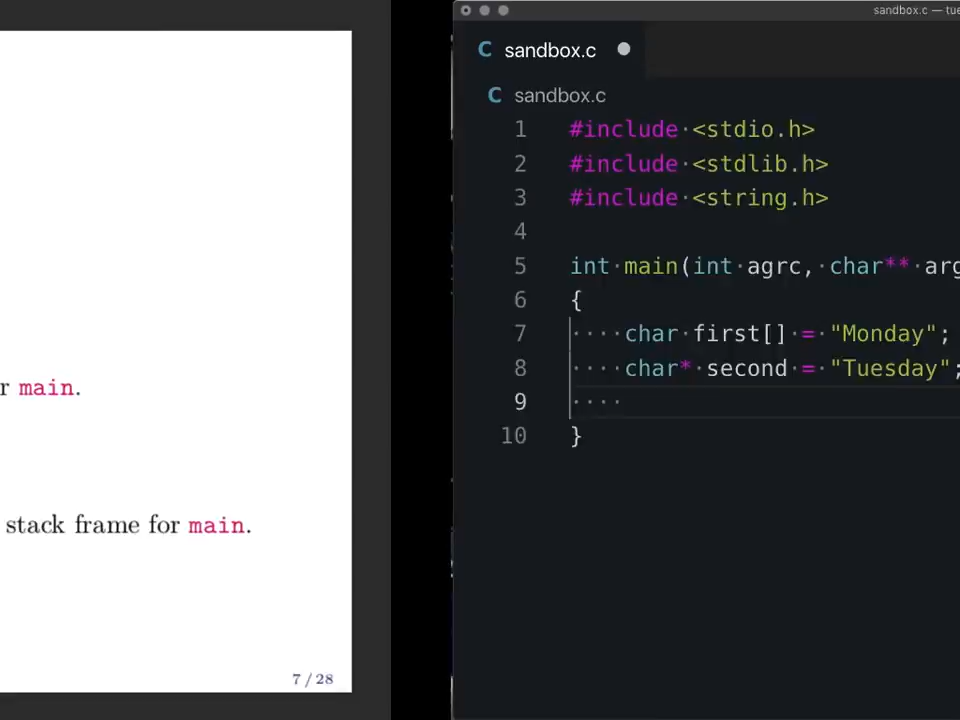 r main.
stack frame for main.
7 / 28
sandbox.c — tue
C sandbox.c
C sandbox.c
1 #include <stdio.h>
2 #include <stdlib.h>
3 #include <string.h>
4
5 int main(int agrc, char** arg
6 {
7 char first[] = "Monday";
8 char* second = "Tuesday";
9
10 }